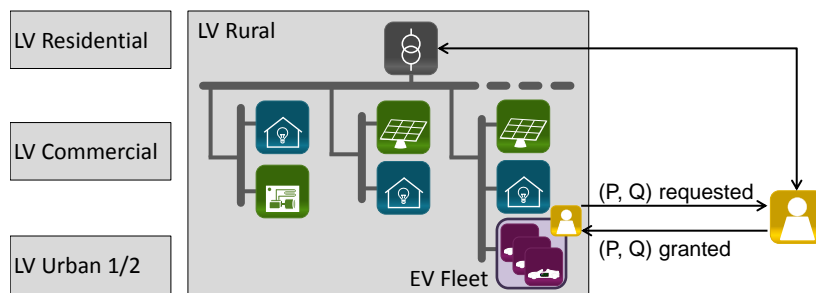 LV Residential
LV Rural
LV Commercial
(P, Q) requested
(P, Q) granted
LV Urban 1/2
EV Fleet